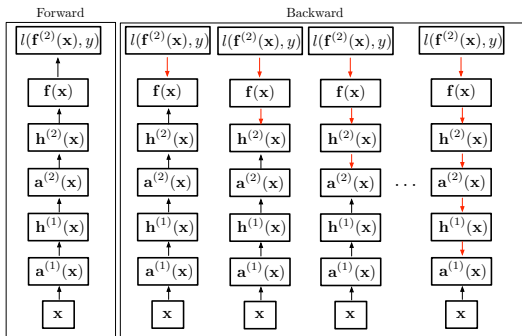 Forward Backward
l(f^{(2)}(x), y) l(f^{(2)}(x), y) l(f^{(2)}(x), y) l(f^{(2)}(x), y) l(f^{(2)}(x), y)
f(x) f(x) f(x) f(x) f(x)
h^{(2)}(x) h^{(2)}(x) h^{(2)}(x) h^{(2)}(x) h^{(2)}(x)
a^{(2)}(x) a^{(2)}(x) a^{(2)}(x) a^{(2)}(x) ... a^{(2)}(x)
h^{(1)}(x) h^{(1)}(x) h^{(1)}(x) h^{(1)}(x) h^{(1)}(x)
a^{(1)}(x) a^{(1)}(x) a^{(1)}(x) a^{(1)}(x) a^{(1)}(x)
x x x x x